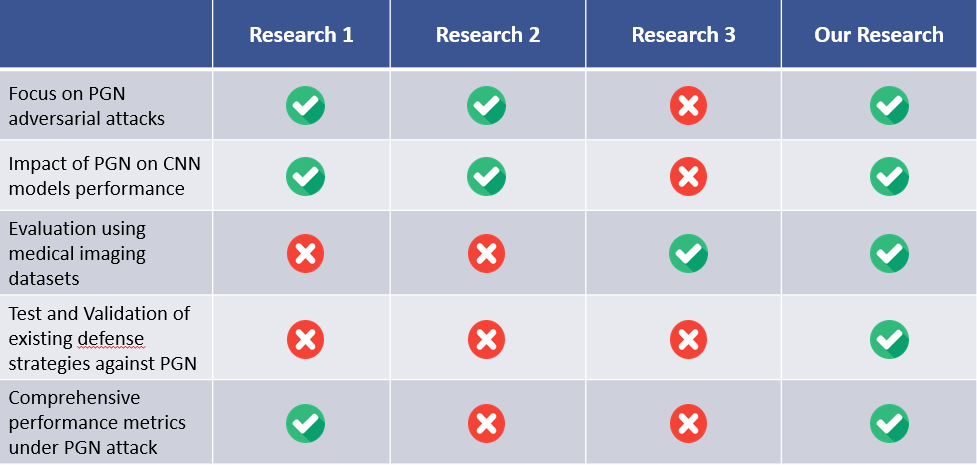 Research 1 Research 2 Research 3 Our Research
Focus on PGN
adversarial attacks
Impact of PGN on CNN
models performance
Evaluation using
medical imaging
datasets
Test and Validation of
existing defense
strategies against PGN
Comprehensive
performance metrics
under PGN attack